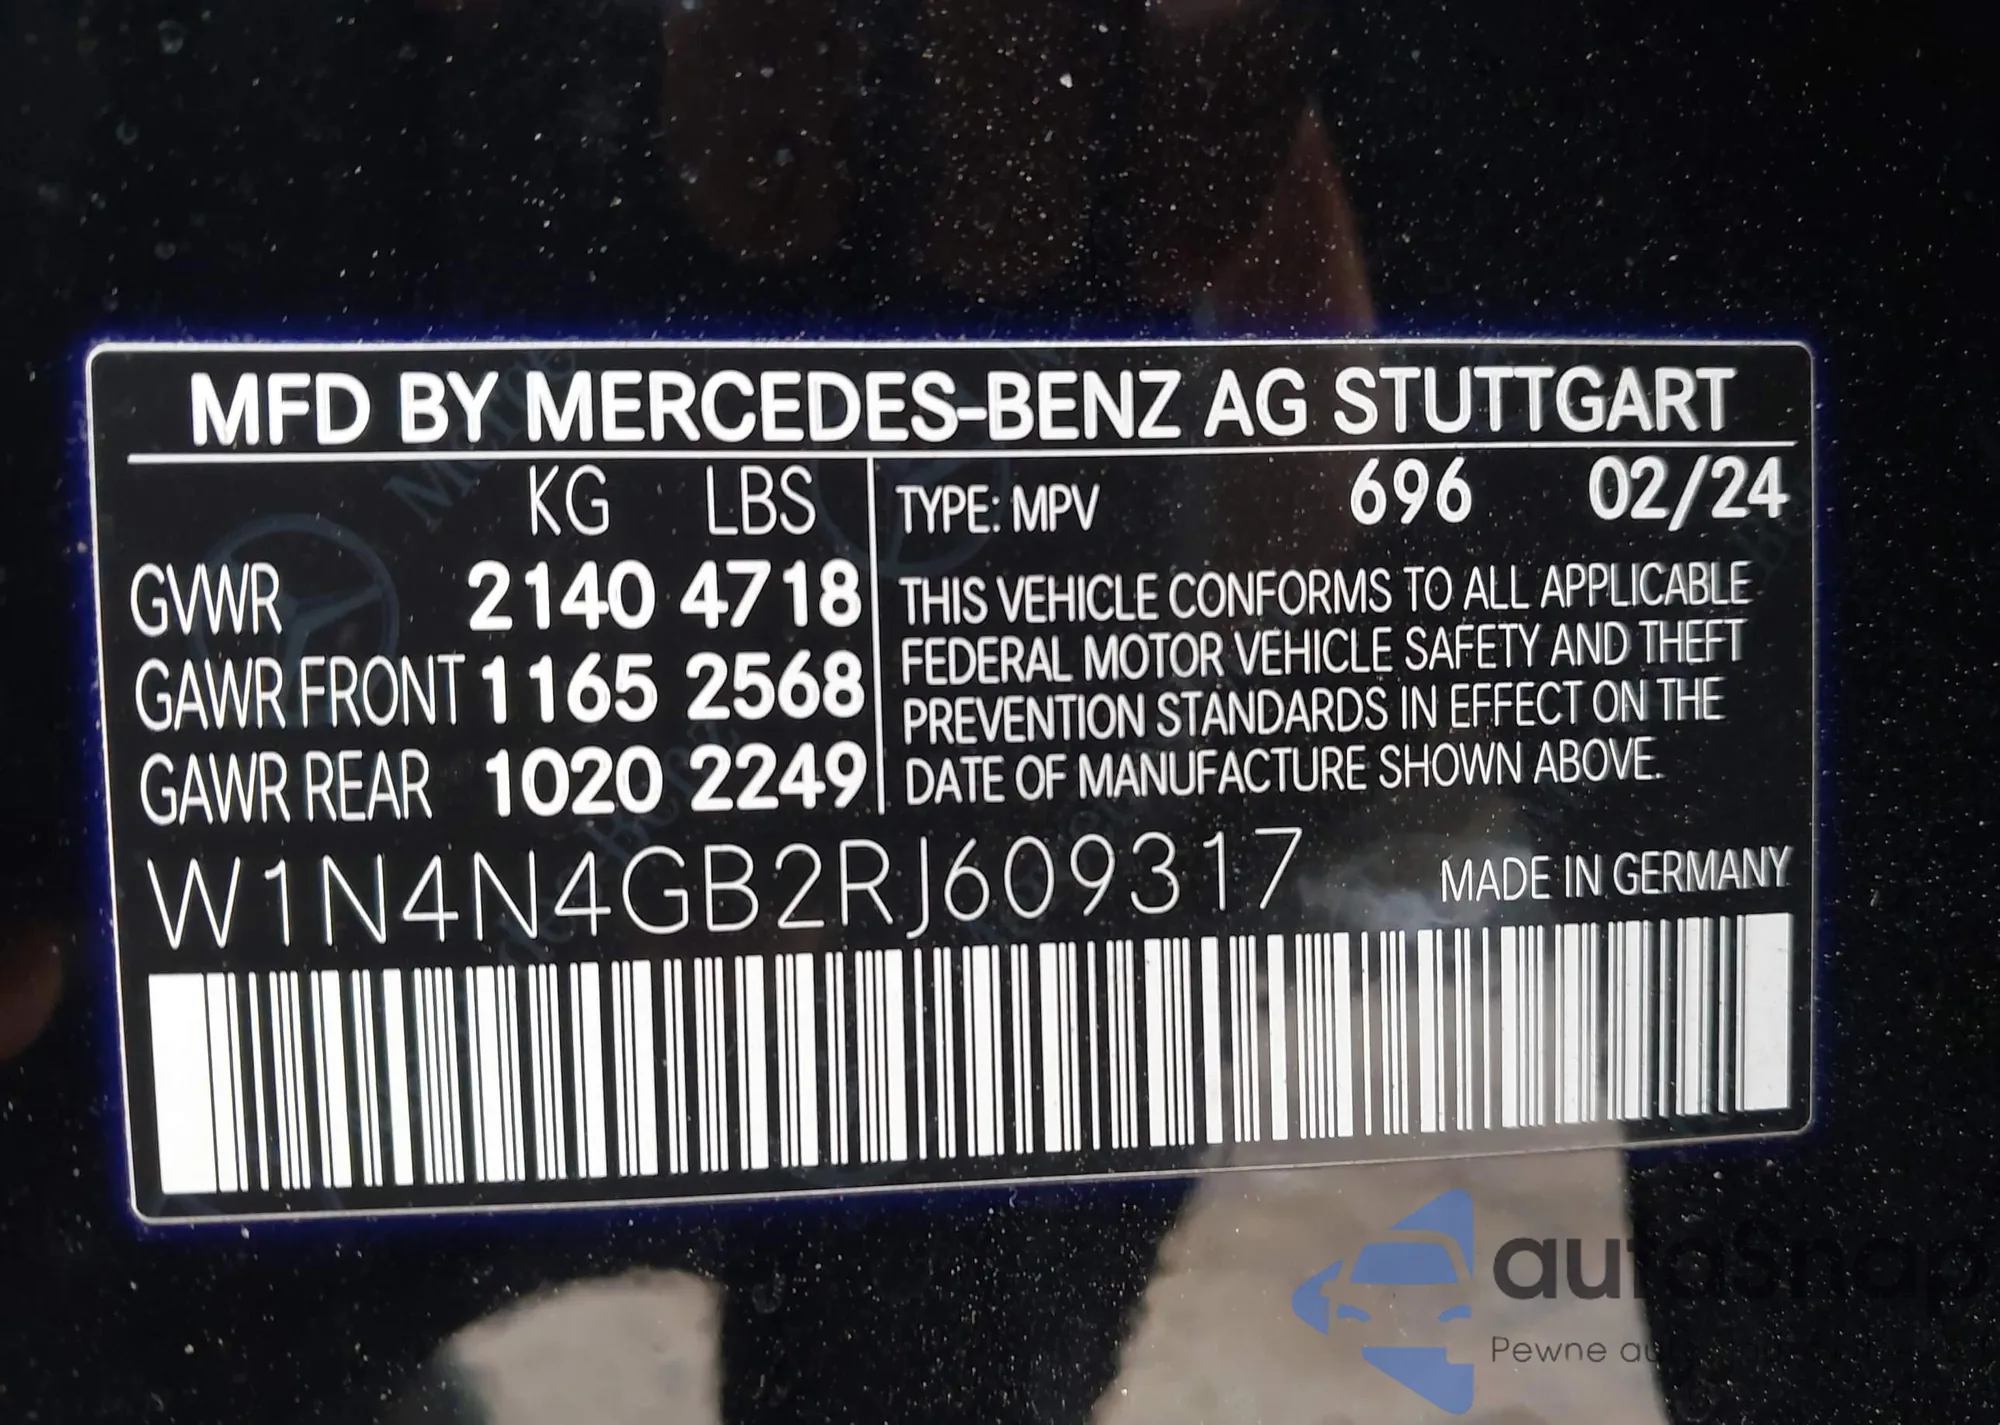 MFD BY MERCEDES-BENZ AG STUTTGART
KG LBS
GVWR 2140 4718
GAWR FRONT 1165 2568
GAWR REAR 1020 2249
TYPE: MPV 696 02/24
THIS VEHICLE CONFORMS TO ALL APPLICABLE
FEDERAL MOTOR VEHICLE SAFETY AND THEFT
PREVENTION STANDARDS IN EFFECT ON THE
DATE OF MANUFACTURE SHOWN ABOVE.
W1N4N4GB2RJ609317
MADE IN GERMANY
autasnap
Pewne